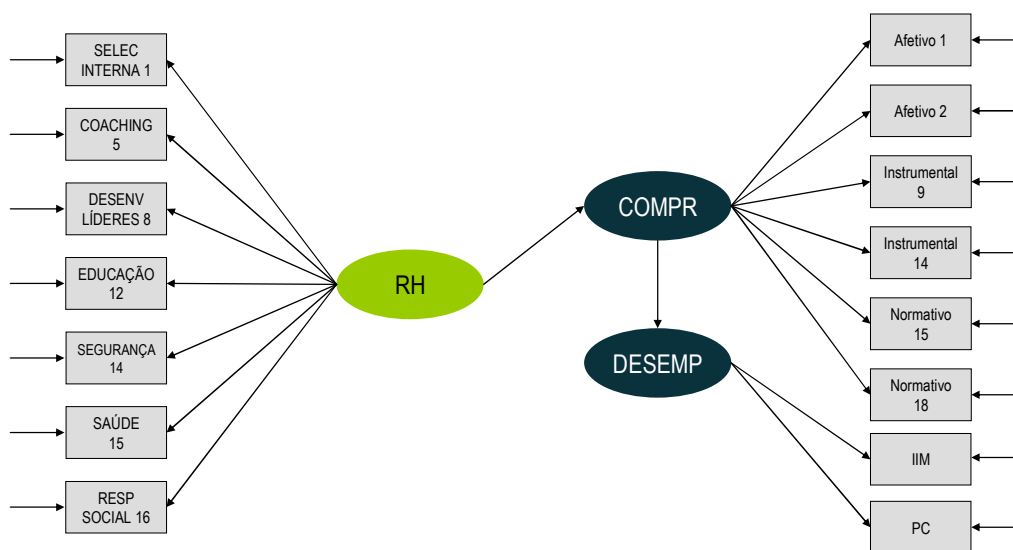 SELEC
INTERNA 1
COACHING
5
DESENV
LÍDERES 8
EDUCAÇÃO
12
SEGURANÇA
14
SAÚDE
15
RESP
SOCIAL 16
RH
COMPR
DESEMP
Afetivo 1
Afetivo 2
Instrumental
9
Instrumental
14
Normativo
15
Normativo
18
IIM
PC